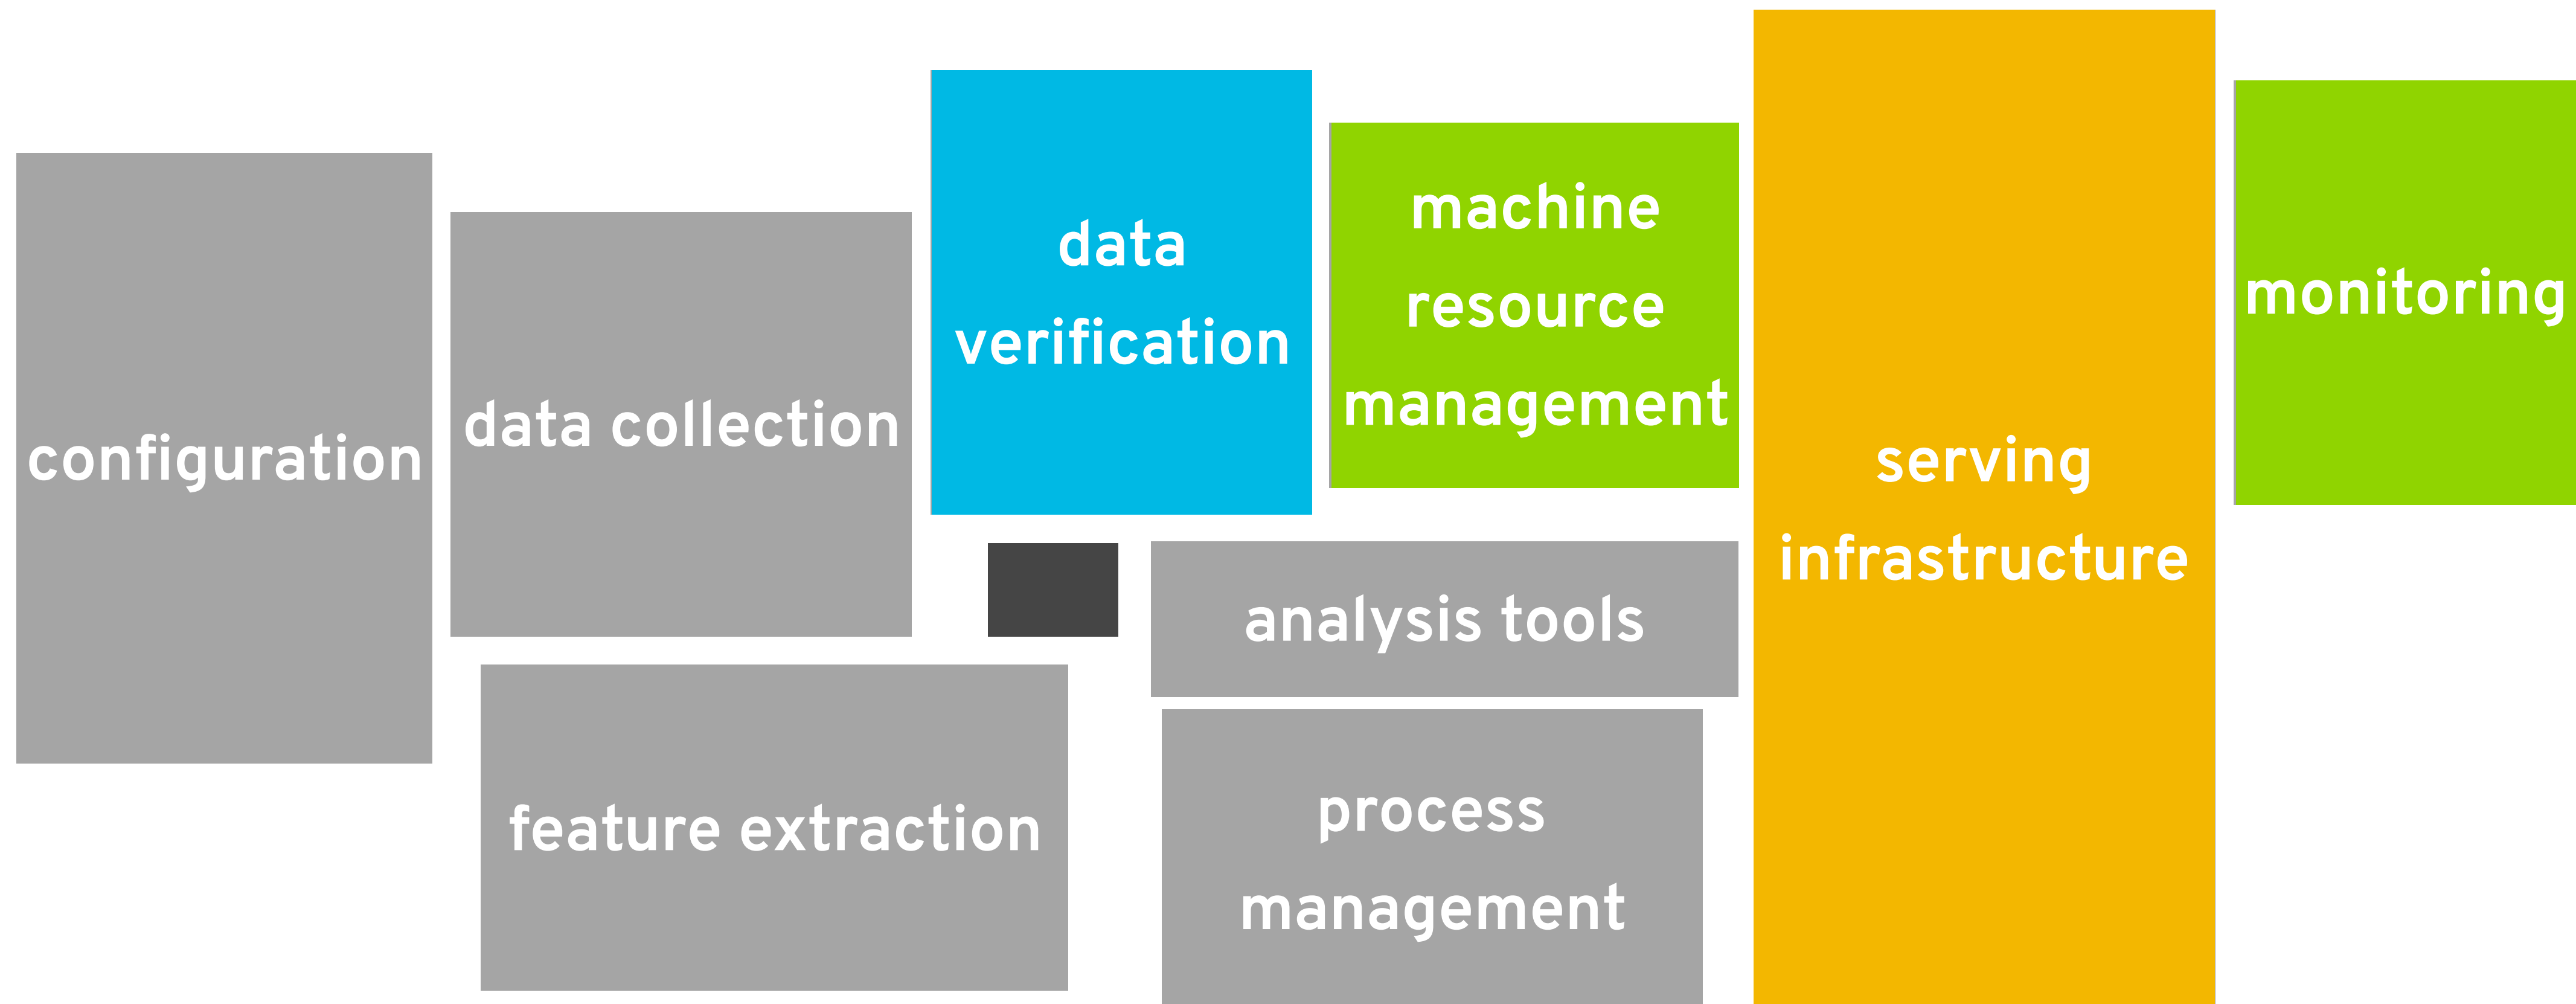 configuration
data collection
data
verification
machine
resource
management
serving
infrastructure
monitoring
analysis tools
feature extraction
process
management